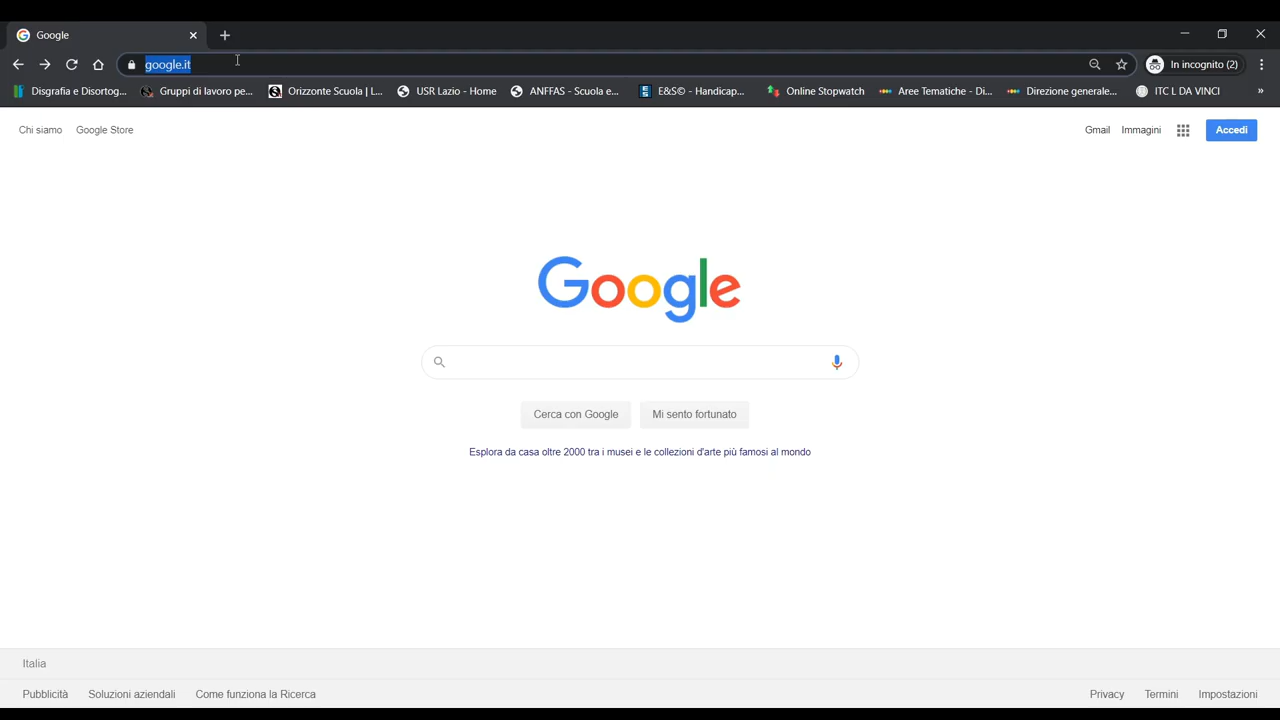 Google
google.it
In incognito (2)
Disgrafia e Disortog...
Gruppi di lavoro pe...
Orizzonte Scuola | L...
USR Lazio - Home
ANFFAS - Scuola e...
E&S© - Handicap...
Online Stopwatch
Aree Tematiche - Di...
Direzione generale...
ITC L DA VINCI
»
Chi siamo
Google Store
Gmail
Immagini
Accedi
Google
Cerca con Google
Mi sento fortunato
Esplora da casa oltre 2000 tra i musei e le collezioni d'arte più famosi al mondo
Italia
Pubblicità
Soluzioni aziendali
Come funziona la Ricerca
Privacy
Termini
Impostazioni